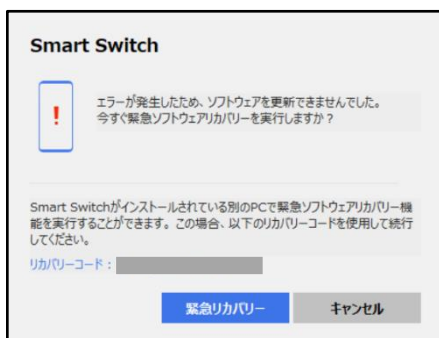 Smart Switch
!
エラーが発生したため、ソフトウェアを更新できませんでした。
今すぐ緊急ソフトウェアリカバリーを実行しますか？
Smart Switchがインストールされている別のPCで緊急ソフトウェアリカバリー機
能を実行することができます。この場合、以下のリカバリーコードを使用して続行
してください。
リカバリーコード：
緊急リカバリー
キャンセル